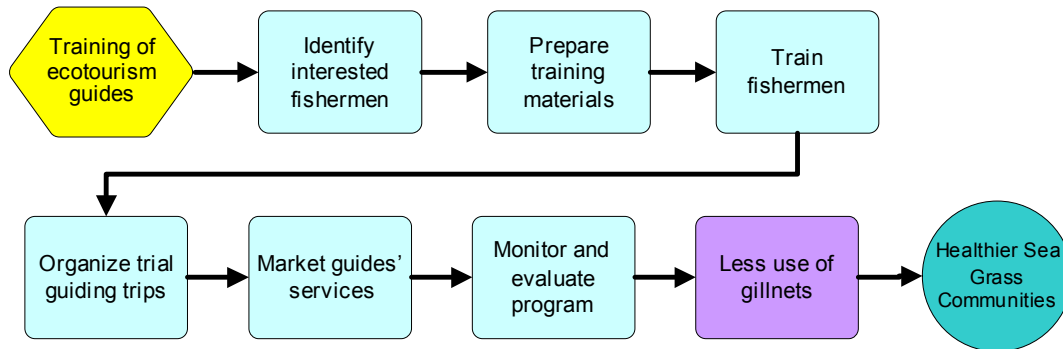 Training of
ecotourism
guides
Identify
interested
fishermen
Prepare
training
materials
Train
fishermen
Organize trial
guiding trips
Market guides’
services
Monitor and
evaluate program
Less use of
gillnets
Healthier Sea
Grass
Communities